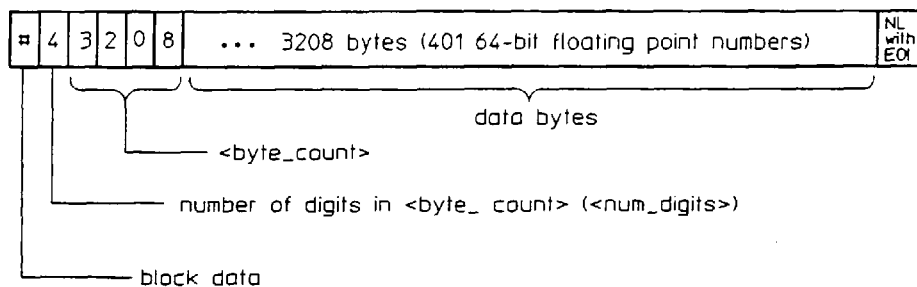 # 4 3 2 0 8 ... 3208 bytes (401 64-bit floating point numbers) NL with EOI
data bytes
<byte_count>
number of digits in <byte_ count> (<num_digits>)
block data